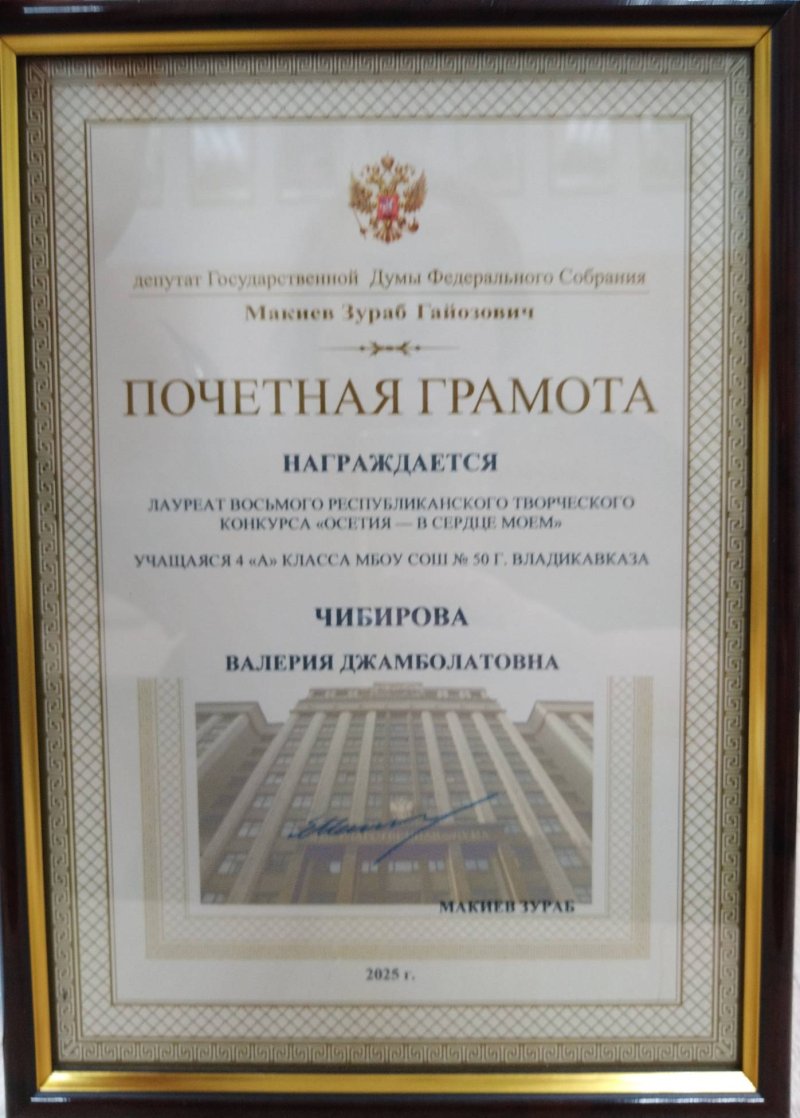 депутат Государственной Думы Федерального Собрания
Макиев Зураб Гайозович
ПОЧЕТНАЯ ГРАМОТА
НАГРАЖДАЕТСЯ
ЛАУРЕАТ ВОСЬМОГО РЕСПУБЛИКАНСКОГО ТВОРЧЕСКОГО
КОНКУРСА «ОСЕТИЯ — В СЕРДЦЕ МОЕМ»
УЧАЩАЯСЯ 4 «А» КЛАССА МБОУ СОШ № 50 Г. ВЛАДИКАВКАЗА
ЧИБИРОВА
ВАЛЕРИЯ ДЖАМБОЛАТОВНА
МАКИЕВ ЗУРАБ
2025 г.